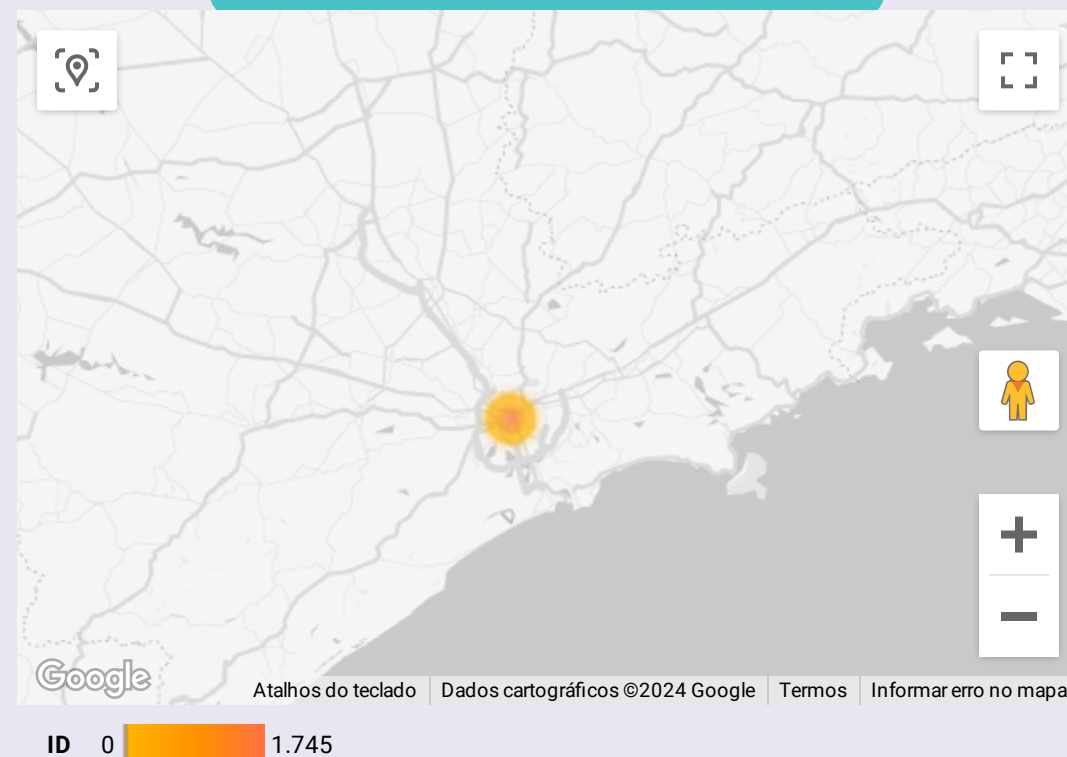 Google
Atalhos do teclado
Dados cartográficos ©2024 Google
Termos
Informar erro no mapa
ID 0 1.745